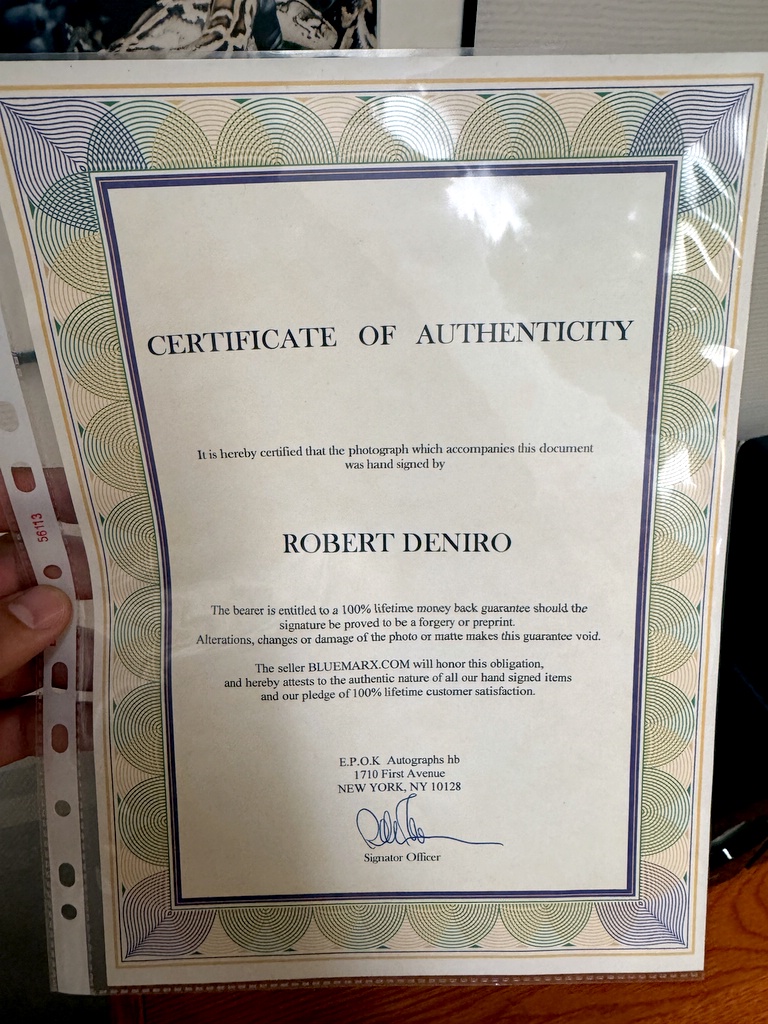 CERTIFICATE OF AUTHENTICITY
It is hereby certified that the photograph which accompanies this document
was hand signed by
ROBERT DENIRO
The bearer is entitled to a 100% lifetime money back guarantee should the
signature be proved to be a forgery or preprint.
Alterations, changes or damage of the photo or matte makes this guarantee void.
The seller BLUEMARX.COM will honor this obligation,
and hereby attests to the authentic nature of all our hand signed items
and our pledge of 100% lifetime customer satisfaction.
E.P.O.K Autographs hb
1710 First Avenue
NEW YORK, NY 10128
Signator Officer
56113